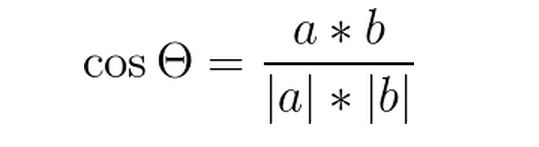 cos Θ = a * b / |a| * |b|